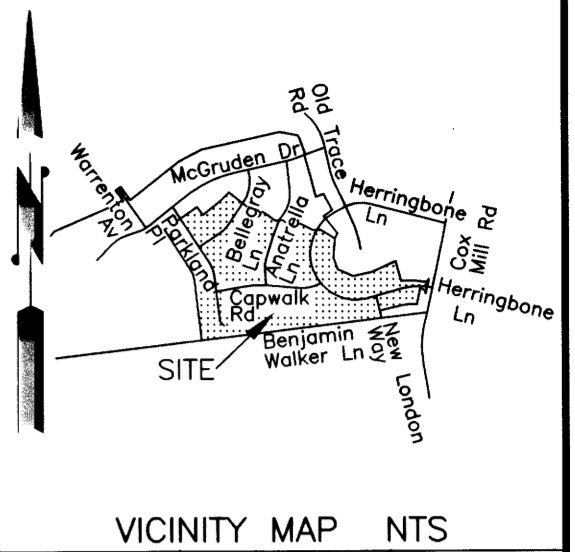 Old Trace
Rd
McGruden Dr
Warrenton
Av
Herringbone
Ln
Cox
Mill Rd
Parkland
Pl
Bellegray
Ln
Anatrella
Ln
Capwalk
Rd
Herringbone
Ln
Benjamin
Walker Ln
New London
Way
SITE
VICINITY MAP NTS